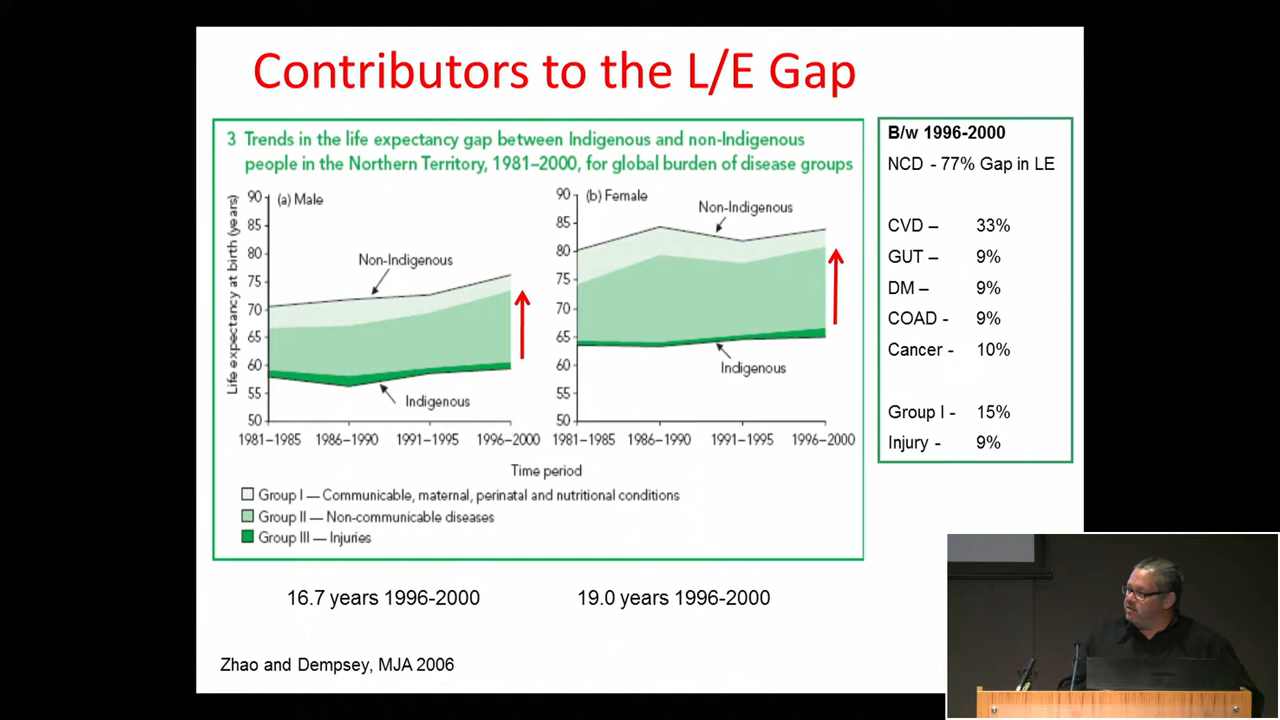 Contributors to the L/E Gap
3 Trends in the life expectancy gap between Indigenous and non-Indigenous
people in the Northern Territory, 1981–2000, for global burden of disease groups
Life expectancy at birth (years)
90
85
80
75
70
65
60
55
50
(a) Male
Non-Indigenous
Indigenous
1981–1985 1986–1990 1991–1995 1996–2000
90
85
80
75
70
65
60
55
50
(b) Female
Non-Indigenous
Indigenous
1981–1985 1986–1990 1991–1995 1996–2000
Time period
Group I — Communicable, maternal, perinatal and nutritional conditions
Group II — Non-communicable diseases
Group III — Injuries
B/w 1996-2000
NCD - 77% Gap in LE
CVD – 33%
GUT – 9%
DM – 9%
COAD - 9%
Cancer - 10%
Group I - 15%
Injury - 9%
16.7 years 1996-2000
19.0 years 1996-2000
Zhao and Dempsey, MJA 2006